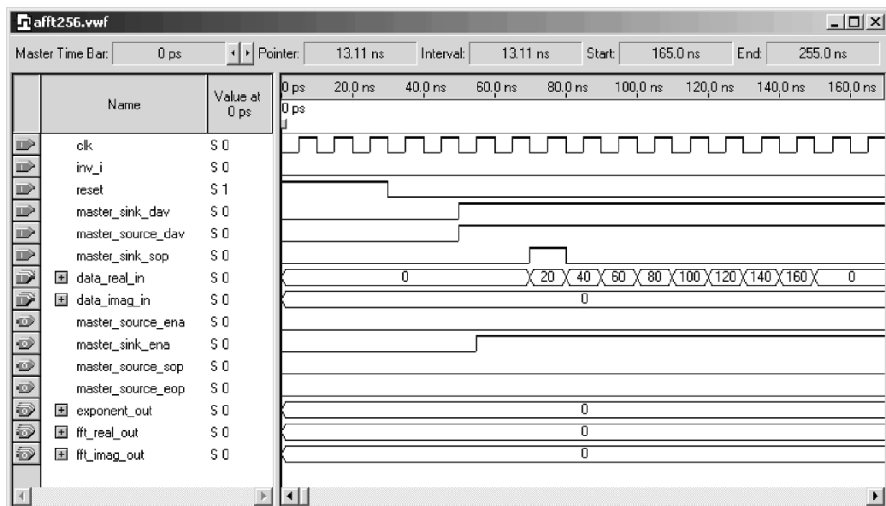 afft256.vwf
Master Time Bar: 0 ps Pointer: 13.11 ns Interval: 13.11 ns Start: 165.0 ns End: 255.0 ns
Name Value at 0 ps 0 ps 20.0 ns 40.0 ns 60.0 ns 80.0 ns 100.0 ns 120.0 ns 140.0 ns 160.0 ns
0 ps
clk S 0
inv_i S 0
reset S 1
master_sink_dav S 0
master_source_dav S 0
master_sink_sop S 0
data_real_in S 0 0 20 40 60 80 100 120 140 160 0
data_imag_in S 0 0
master_source_ena S 0
master_sink_ena S 0
master_source_sop S 0
master_source_eop S 0
exponent_out S 0 0
fft_real_out S 0 0
fft_imag_out S 0 0